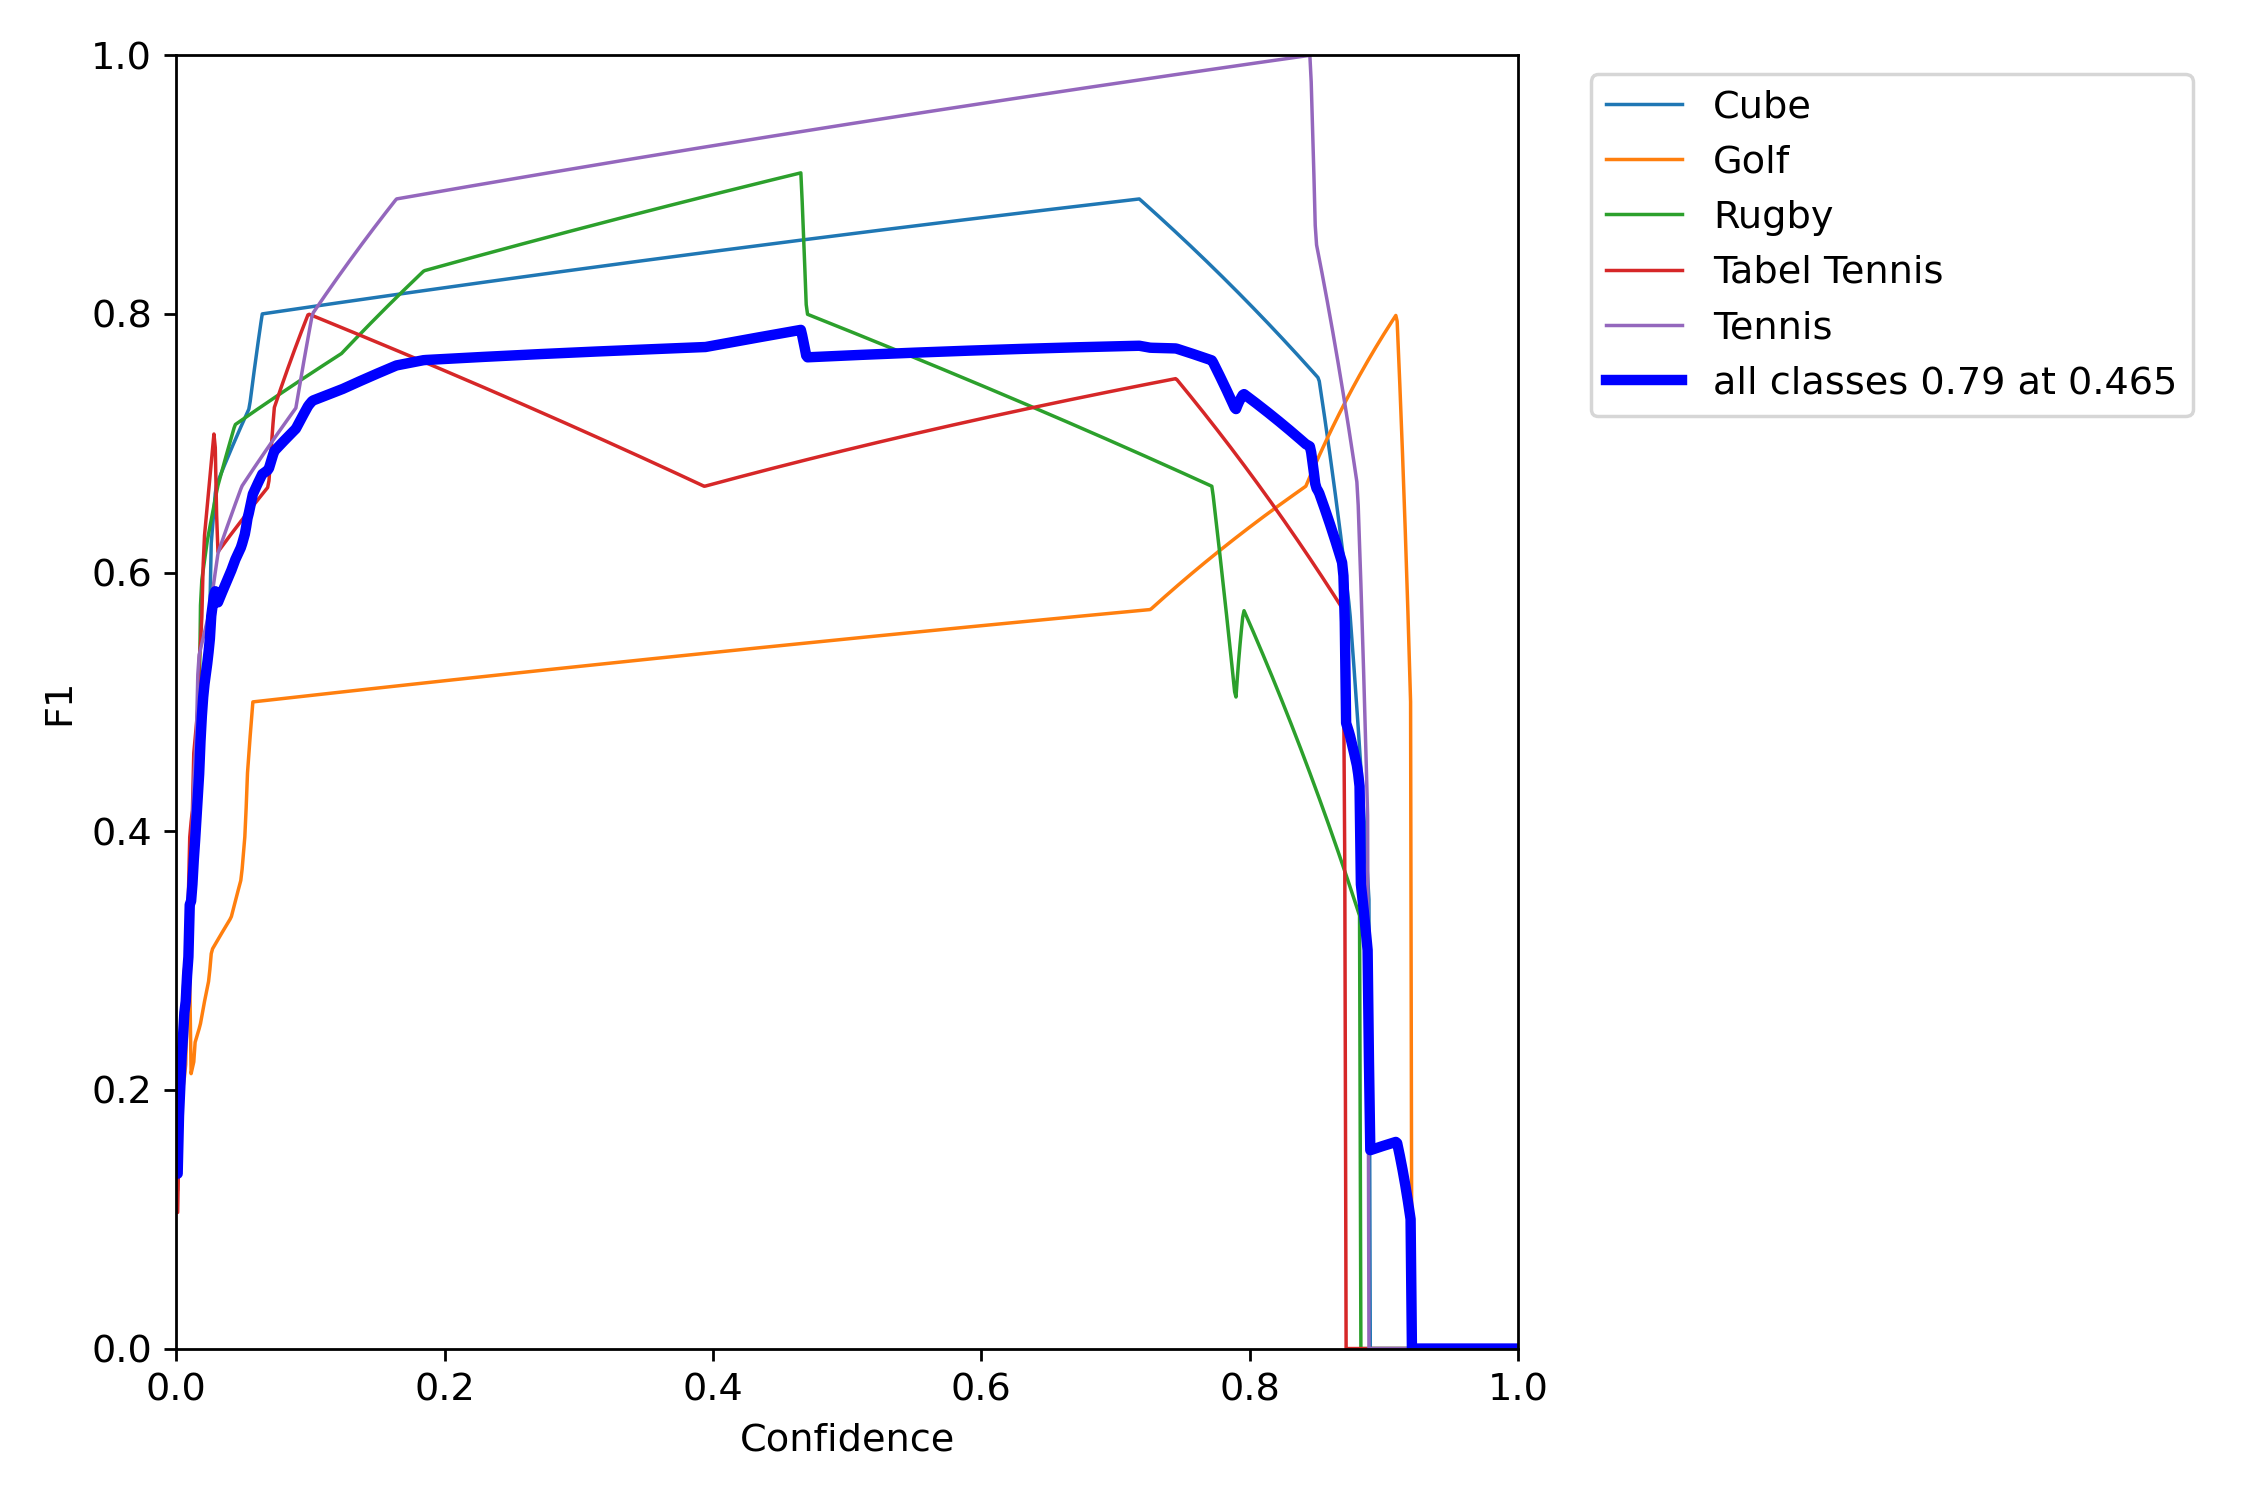 1.0
0.8
0.6
0.4
0.2
0.0
F1
0.0 0.2 0.4 0.6 0.8 1.0
Confidence
Cube
Golf
Rugby
Tabel Tennis
Tennis
all classes 0.79 at 0.465